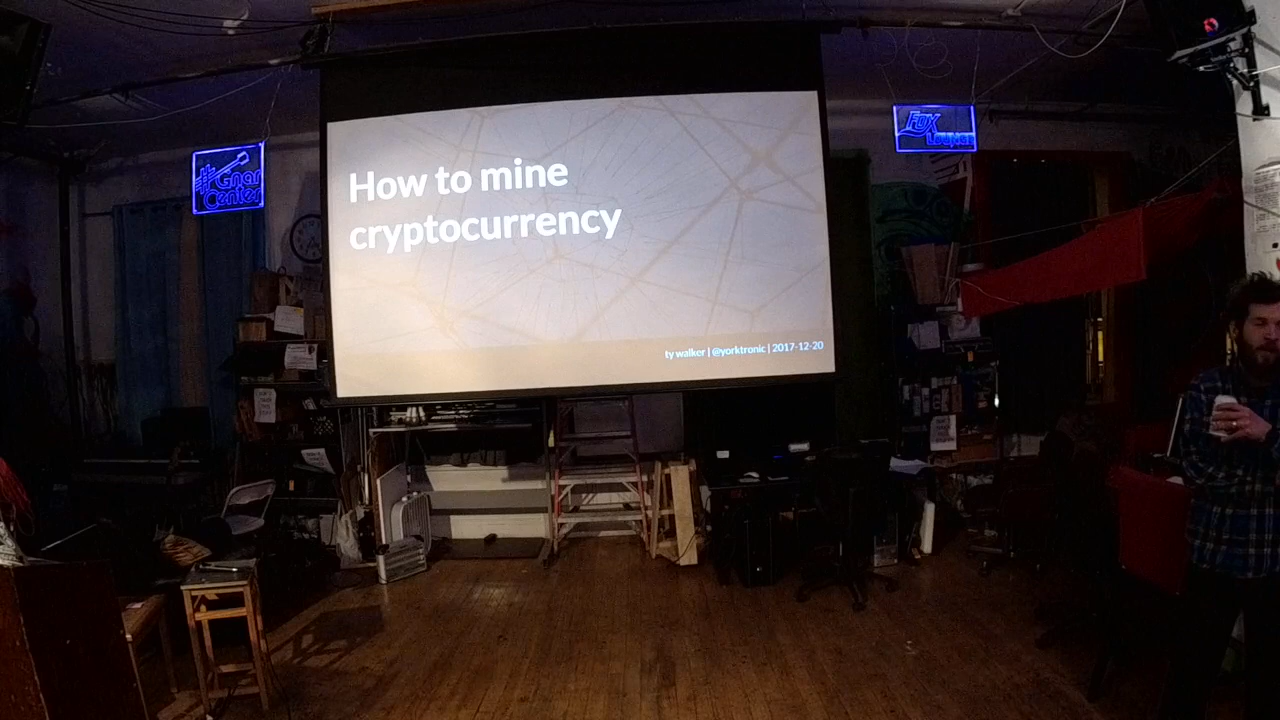 How to mine
cryptocurrency
ty walker | @yorktronic | 2017-12-20
#Gnar
Center
Fox
Lounge